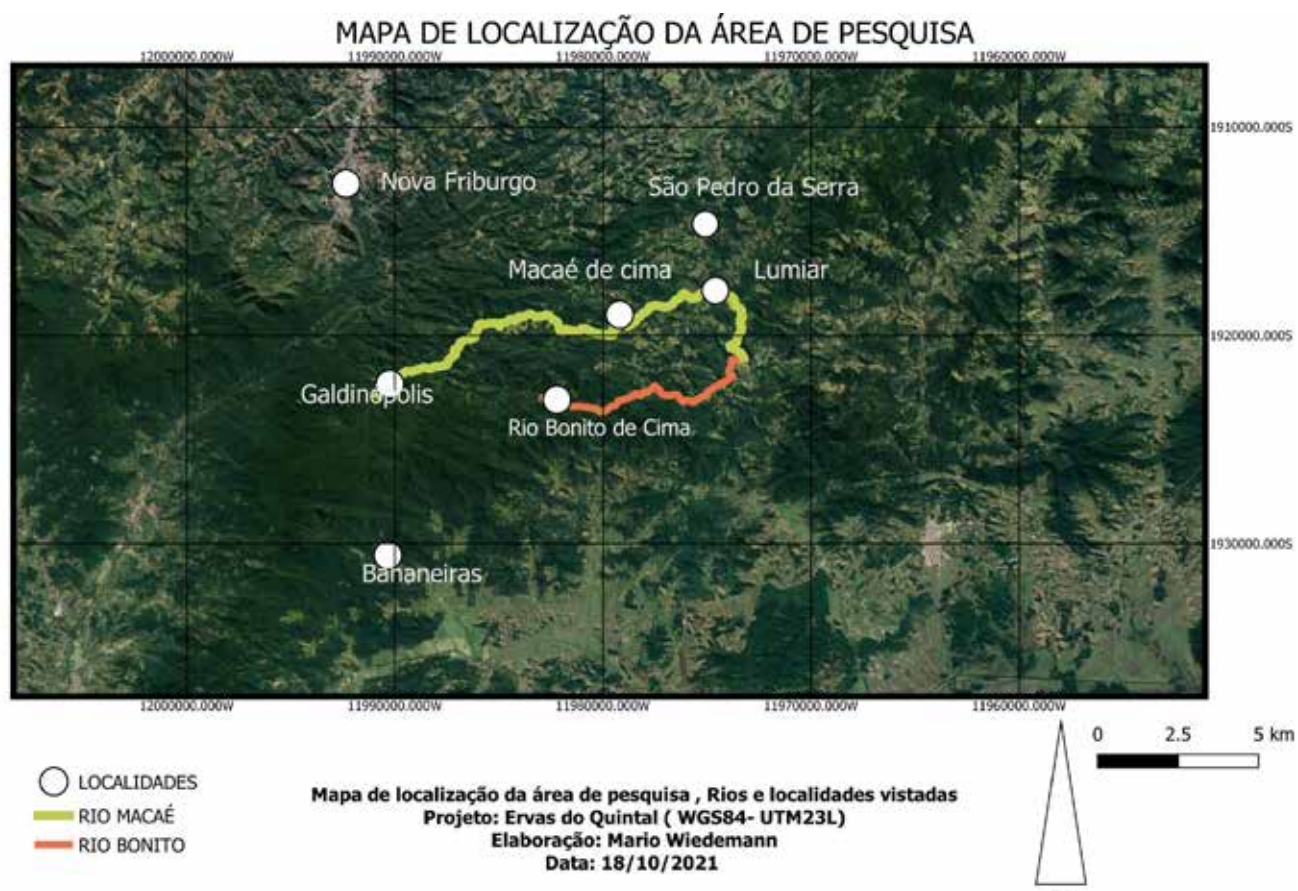 MAPA DE LOCALIZAÇÃO DA ÁREA DE PESQUISA
12000000.000W 11990000.000W 11980000.000W 11970000.000W 11960000.000W
1910000.000S
Nova Friburgo
São Pedro da Serra
Macaé de cima
Lumiar
1920000.000S
Galdinópolis
Rio Bonito de Cima
1930000.000S
Bananeiras
12000000.000W 11990000.000W 11980000.000W 11970000.000W 11960000.000W
0 2.5 5 km
LOCALIDADES
RIO MACAÉ
RIO BONITO
Mapa de localização da área de pesquisa , Rios e localidades vistadas
Projeto: Ervas do Quintal ( WGS84- UTM23L)
Elaboração: Mario Wiedemann
Data: 18/10/2021